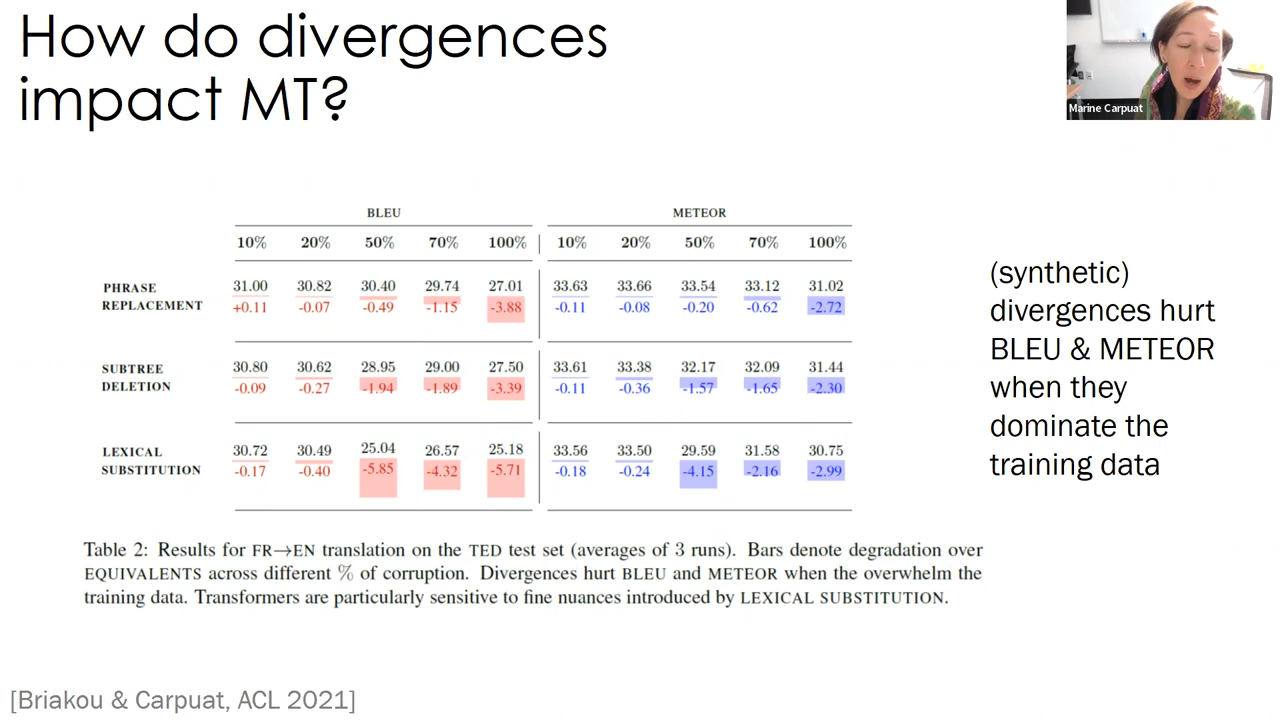 How do divergences
impact MT?
Marine Carpuat
BLEU METEOR
10% 20% 50% 70% 100% 10% 20% 50% 70% 100%
PHRASE 31.00 30.82 30.40 29.74 27.01 33.63 33.66 33.54 33.12 31.02
REPLACEMENT +0.11 -0.07 -0.49 -1.15 -3.88 -0.11 -0.08 -0.20 -0.62 -2.72
SUBTREE 30.80 30.62 28.95 29.00 27.50 33.61 33.38 32.17 32.09 31.44
DELETION -0.09 -0.27 -1.94 -1.89 -3.39 -0.11 -0.36 -1.57 -1.65 -2.30
LEXICAL 30.72 30.49 25.04 26.57 25.18 33.56 33.50 29.59 31.58 30.75
SUBSTITUTION -0.17 -0.40 -5.85 -4.32 -5.71 -0.18 -0.24 -4.15 -2.16 -2.99
(synthetic)
divergences hurt
BLEU & METEOR
when they
dominate the
training data
Table 2: Results for FR→EN translation on the TED test set (averages of 3 runs). Bars denote degradation over
EQUIVALENTS across different % of corruption. Divergences hurt BLEU and METEOR when the overwhelm the
training data. Transformers are particularly sensitive to fine nuances introduced by LEXICAL SUBSTITUTION.
[Briakou & Carpuat, ACL 2021]